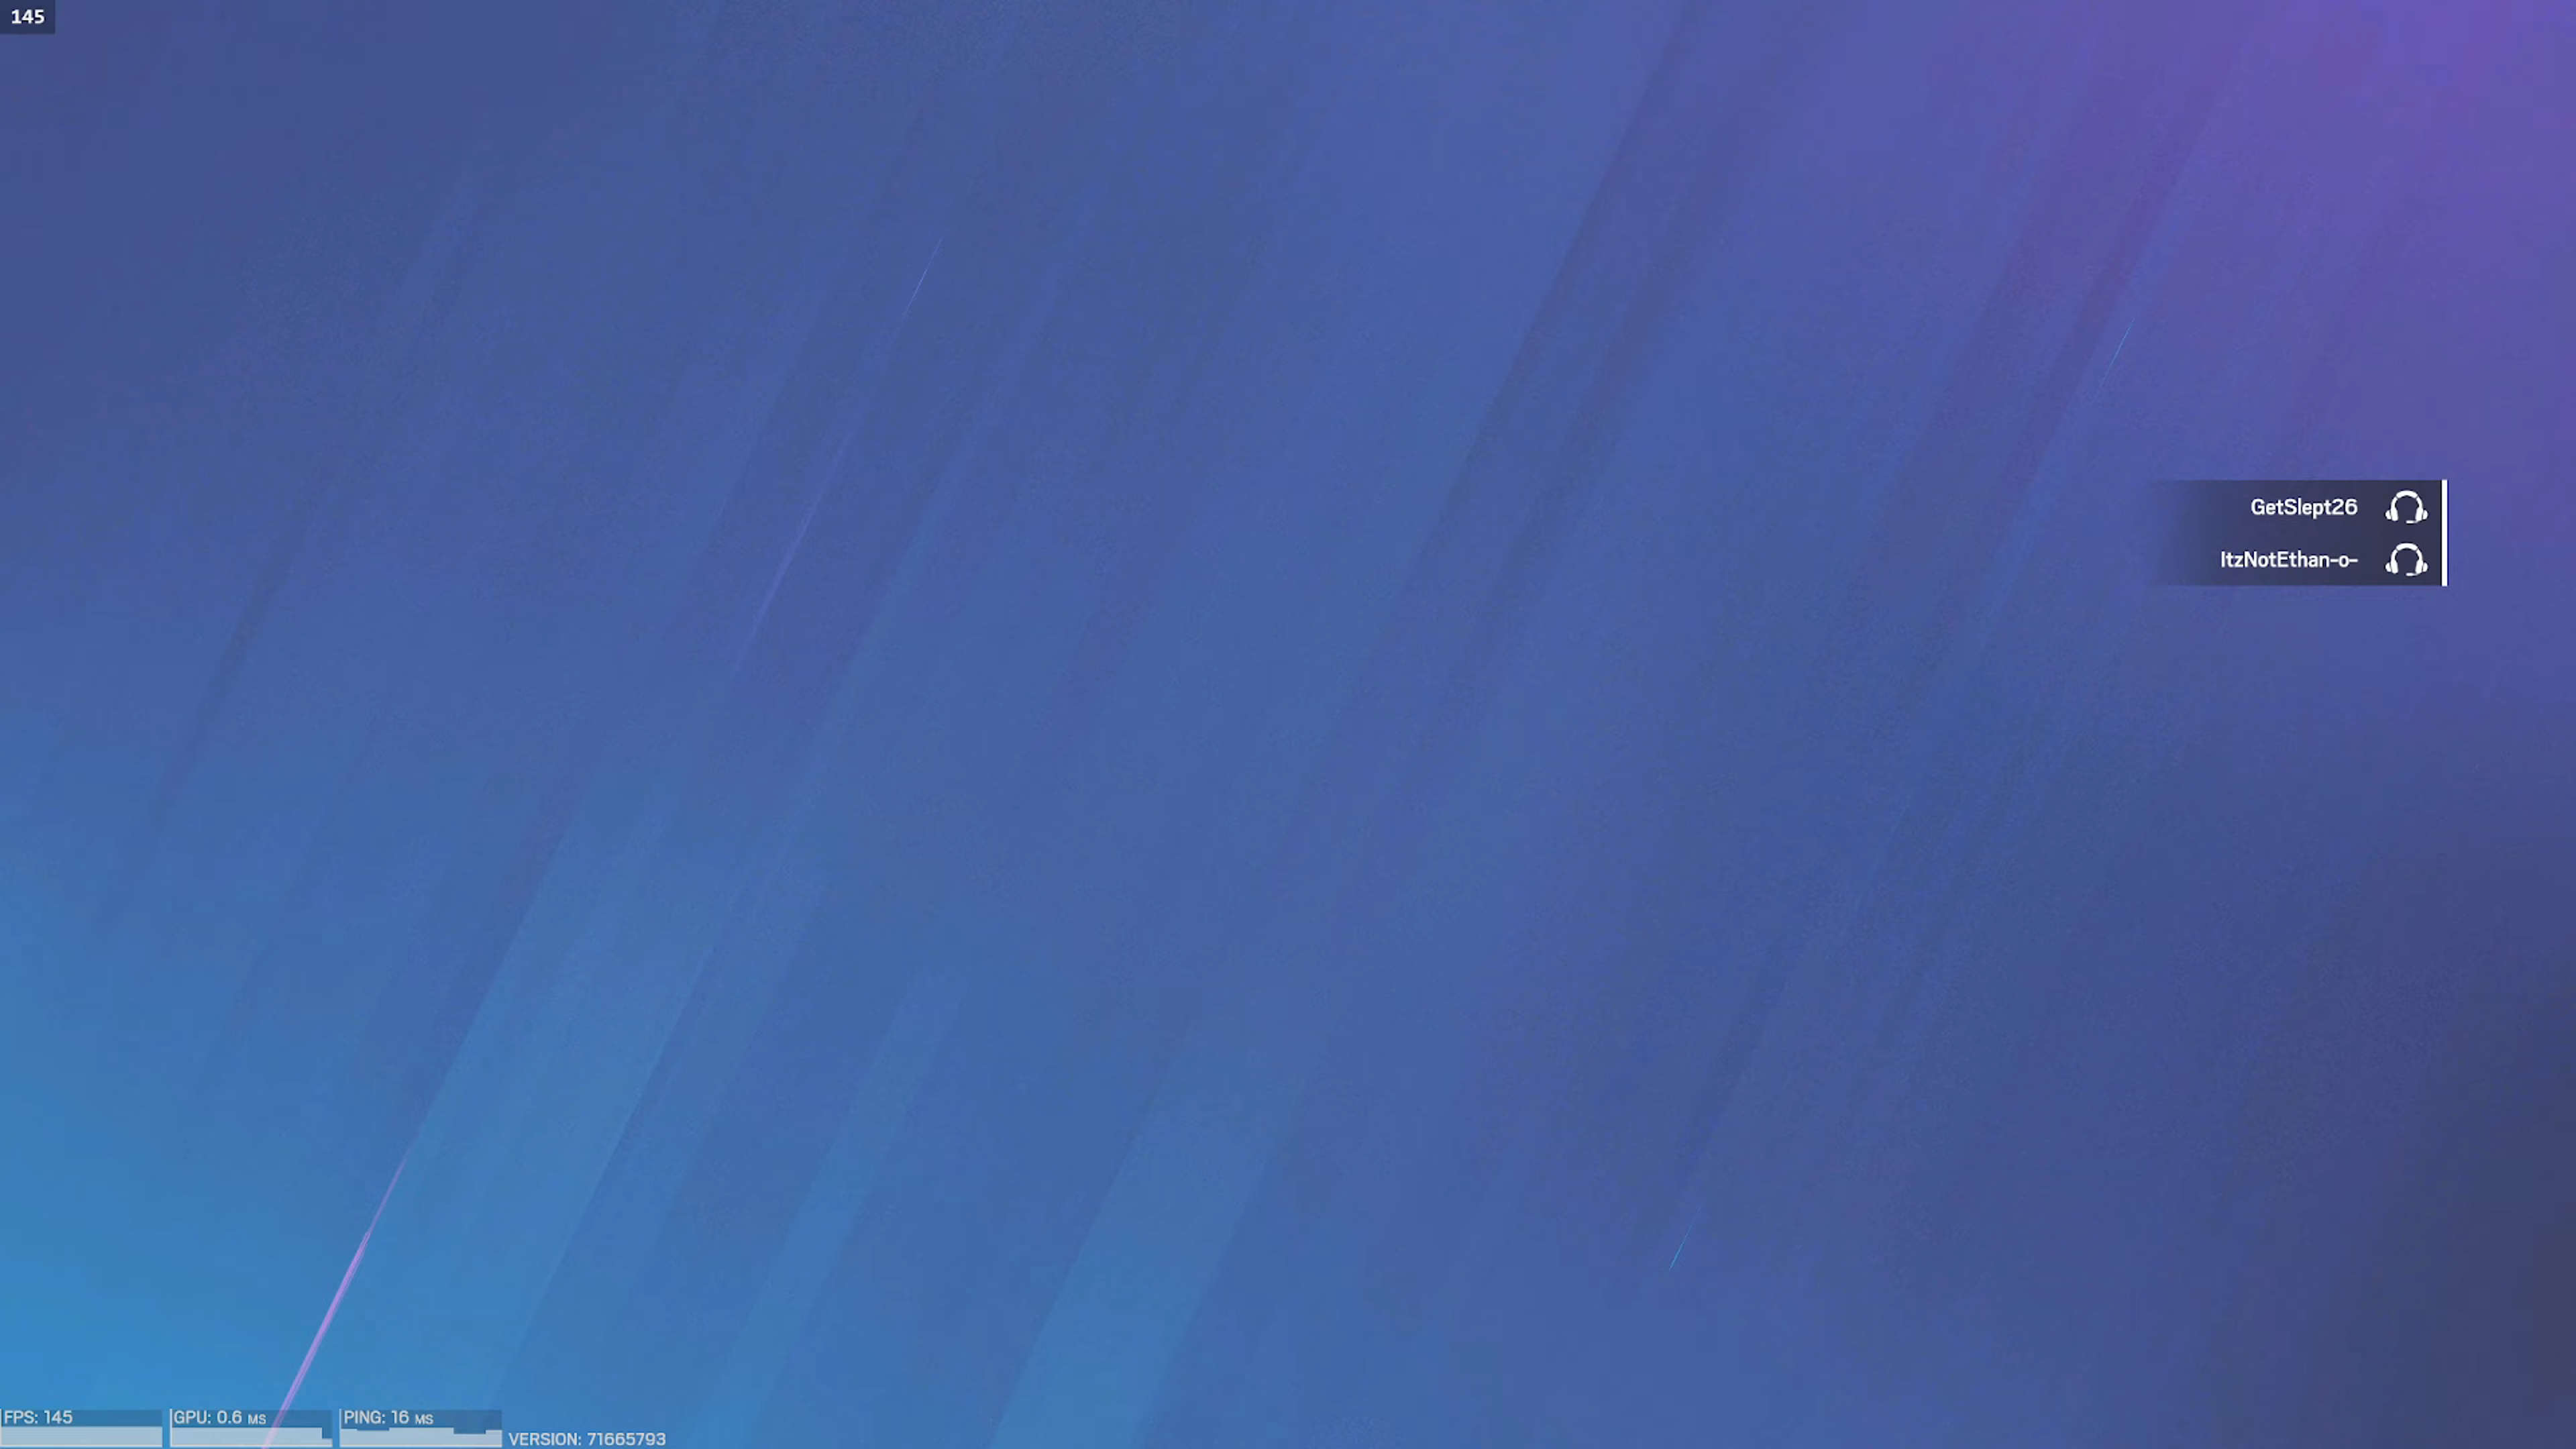 145
GetSlept26
ItzNotEthan-o-
FPS: 145
GPU: 0.6 MS
PING: 16 MS
VERSION: 71665793